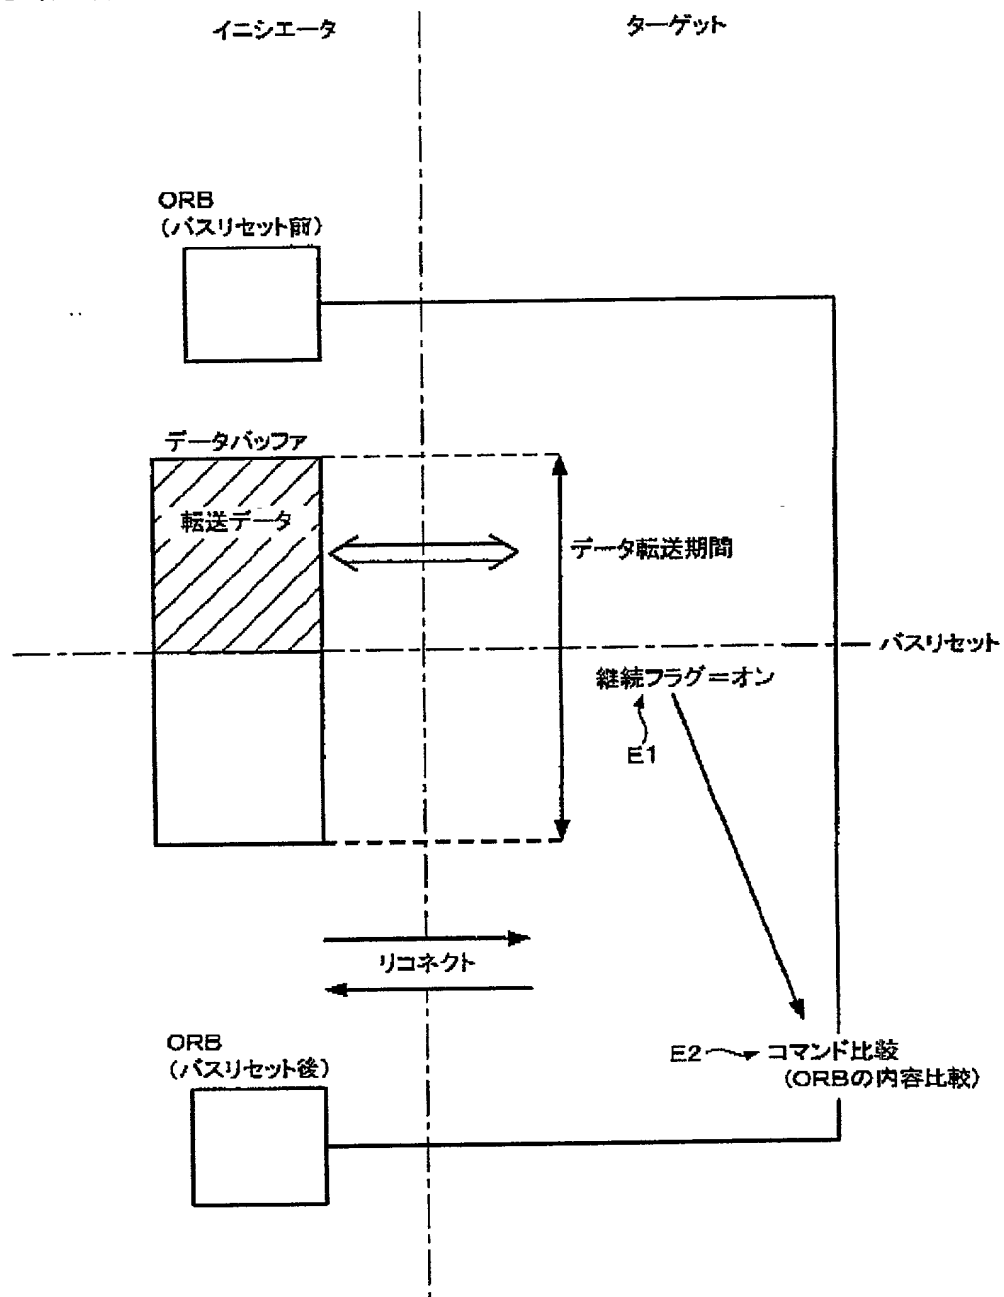 イニシエータ
ターゲット
ORB
（バスリセット前）
データバッファ
転送データ
データ転送期間
バスリセット
継続フラグ＝オン
E1
リコネクト
ORB
（バスリセット後）
E2
コマンド比較
（ORBの内容比較）